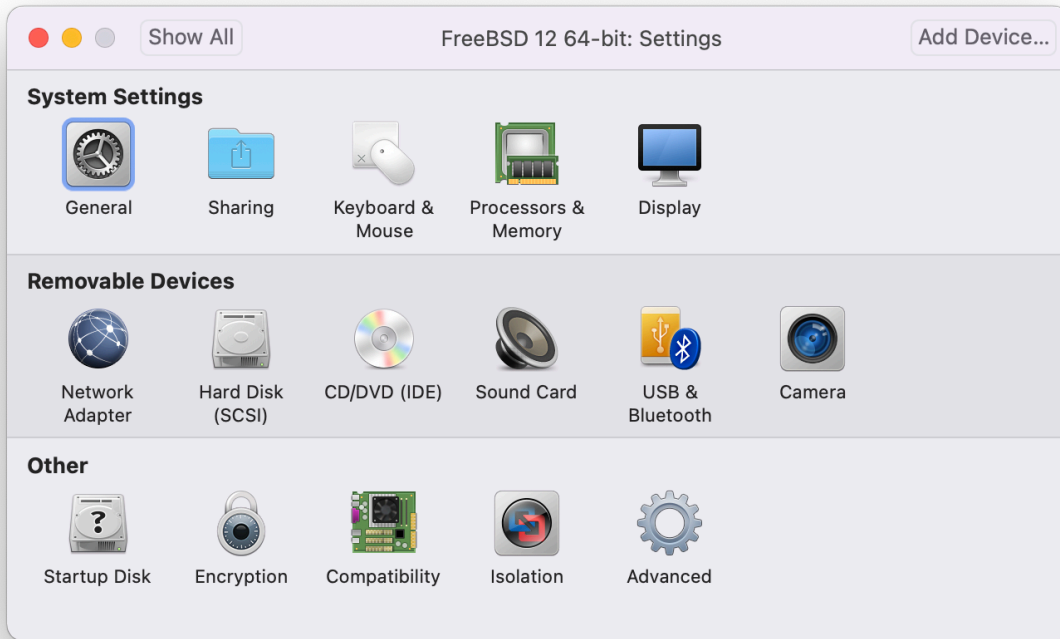 Show All
FreeBSD 12 64-bit: Settings
Add Device...
System Settings
General
Sharing
Keyboard &
Mouse
Processors &
Memory
Display
Removable Devices
Network
Adapter
Hard Disk
(SCSI)
CD/DVD (IDE)
Sound Card
USB &
Bluetooth
Camera
Other
?
Startup Disk
Encryption
Compatibility
Isolation
Advanced